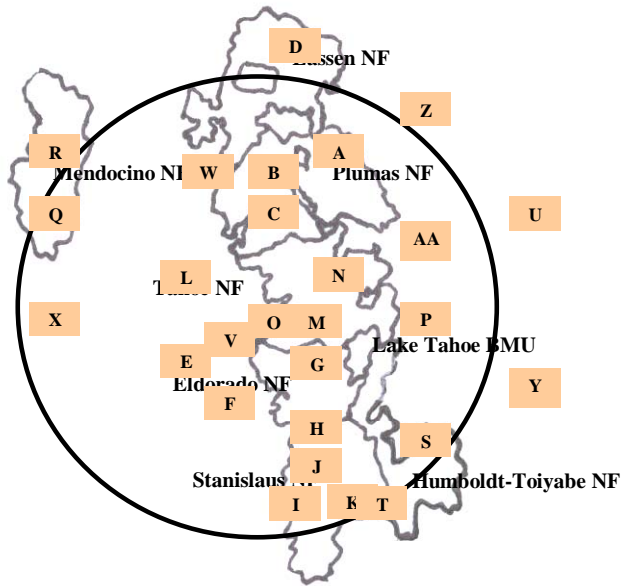 D
Lassen NF
Z
R
A
Mendocino NF
W
B
Plumas NF
Q
C
U
AA
L
N
Tahoe NF
X
O
M
P
V
Lake Tahoe BMU
E
G
Eldorado NF
Y
F
H
S
J
Stanislaus NF
Humboldt-Toiyabe NF
I
K
T